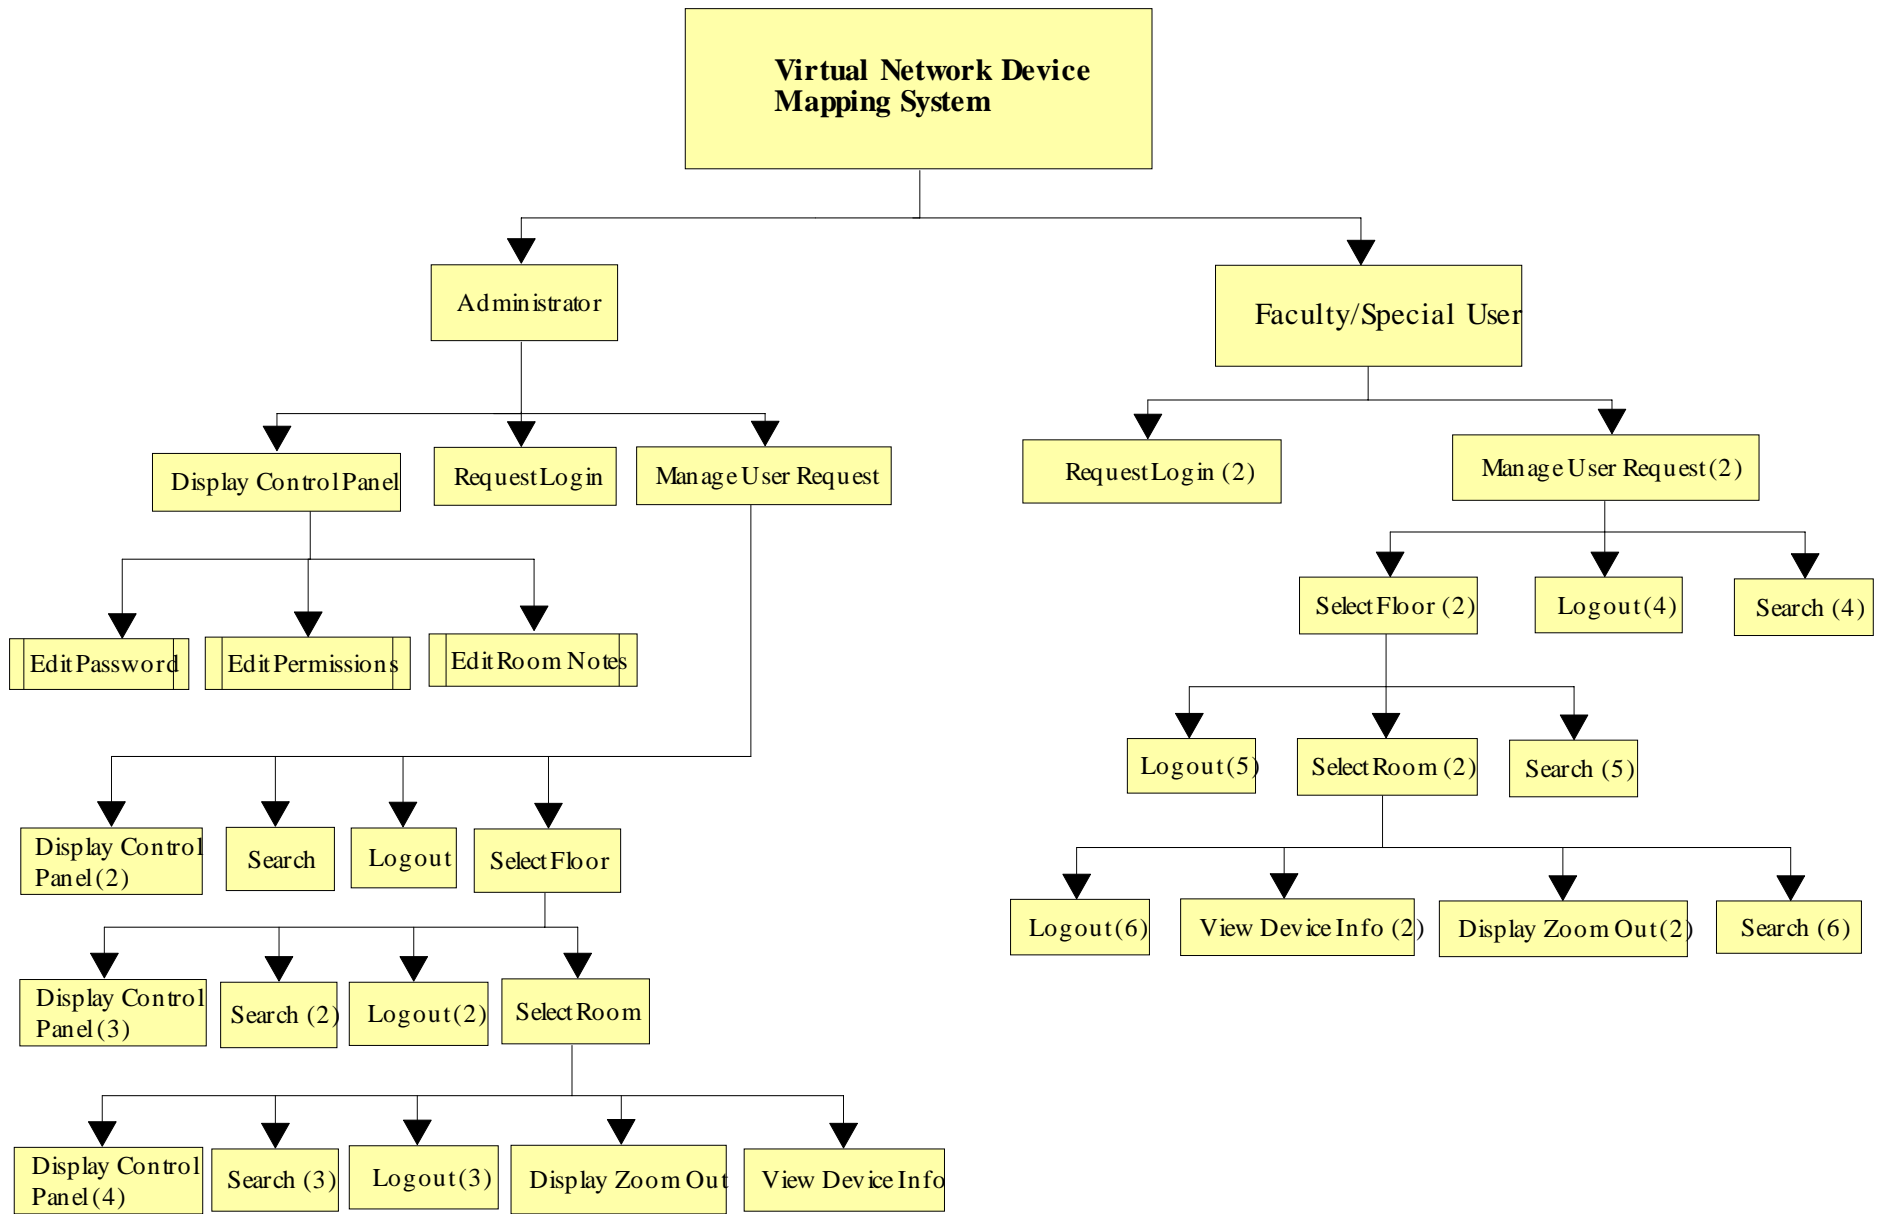 Virtual Network Device
Mapping System
Administrator
Faculty/Special User
Display Control Panel
Request Login
Manage User Request
Request Login (2)
Manage User Request (2)
Edit Password
Edit Permissions
Edit Room Notes
Select Floor (2)
Logout (4)
Search (4)
Logout (5)
Select Room (2)
Search (5)
Display Control
Panel (2)
Search
Logout
Select Floor
Logout (6)
View Device Info (2)
Display Zoom Out (2)
Search (6)
Display Control
Panel (3)
Search (2)
Logout (2)
Select Room
Display Control
Panel (4)
Search (3)
Logout (3)
Display Zoom Out
View Device Info